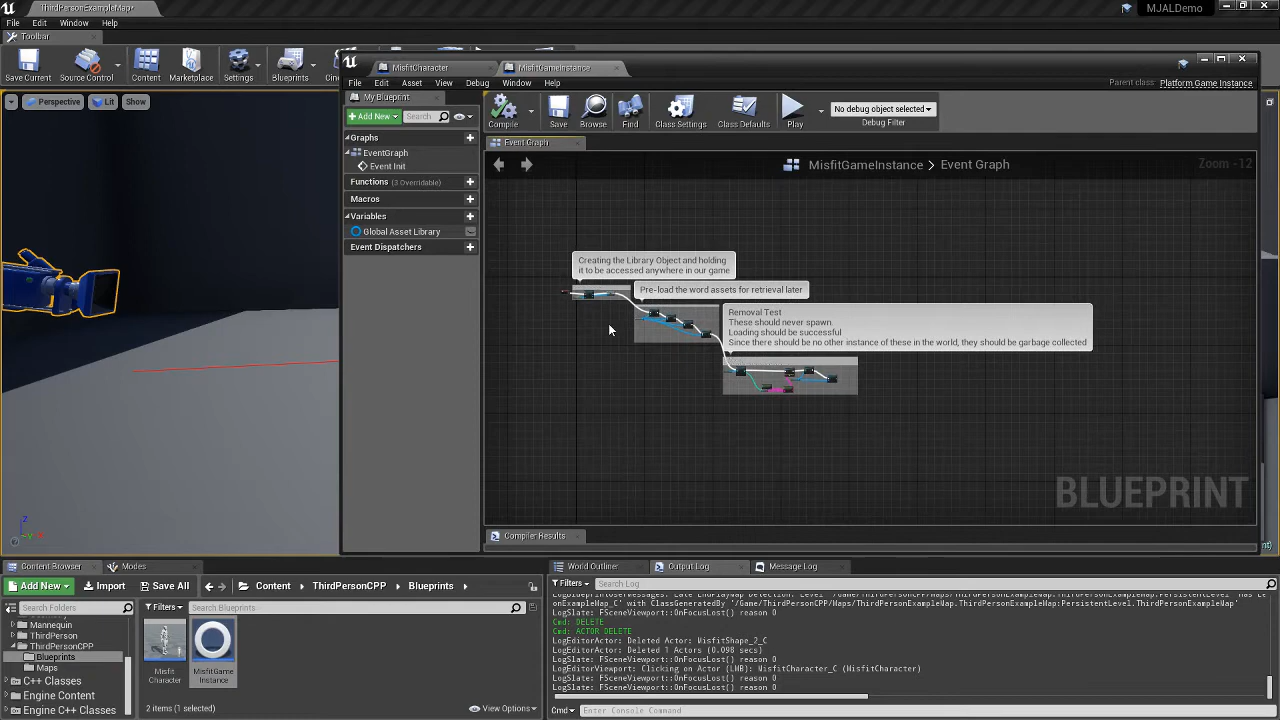 ThirdPersonExampleMap*
MJALDemo
File Edit Window Help
Toolbar
Save Current Source Control Content Marketplace Settings Blueprints
Perspective Lit Show
MisfitCharacter MisfitGameInstance
File Edit Asset View Debug Window Help
Parent class: Platform Game Instance
My Blueprint
Add New Search
Compile Save Browse Find Class Settings Class Defaults Play
No debug object selected
Debug Filter
Graphs
EventGraph
Event Init
Functions (3 Overridable)
Macros
Variables
Global Asset Library
Event Dispatchers
Event Graph
MisfitGameInstance > Event Graph
Zoom -12
Creating the Library Object and holding
it to be accessed anywhere in our game
Pre-load the word assets for retrieval later
Removal Test
These should never spawn.
Loading should be successful
Since there should be no other instance of these in the world, they should be garbage collected
BLUEPRINT
Compiler Results
Content Browser Modes
Add New Import Save All Content ThirdPersonCPP Blueprints
Search Folders
Mannequin
ThirdPerson
ThirdPersonCPP
Blueprints
Maps
C++ Classes
Engine Content
Engine C++ Classes
Filters Search Blueprints
Misfit
Character
MisfitGame
Instance
2 items (1 selected) View Options
World Outliner Output Log Message Log
Filters Search Log
onExampleMap_C' with ClassGeneratedBy '/Game/ThirdPersonCPP/Maps/ThirdPersonExampleMap.ThirdPersonExampleMap:PersistentLevel.ThirdPersonExampleMap'
LogSlate: FSceneViewport::OnFocusLost() reason 0
Cmd: DELETE
Cmd: ACTOR DELETE
LogEditorActor: Deleted Actor: MisfitShape_2_C
LogEditorActor: Deleted 1 Actors (0.098 secs)
LogSlate: FSceneViewport::OnFocusLost() reason 0
LogEditorViewport: Clicking on Actor (LMB): MisfitCharacter_C (MisfitCharacter)
LogSlate: FSceneViewport::OnFocusLost() reason 0
LogSlate: FSceneViewport::OnFocusLost() reason 0
Cmd Enter Console Command